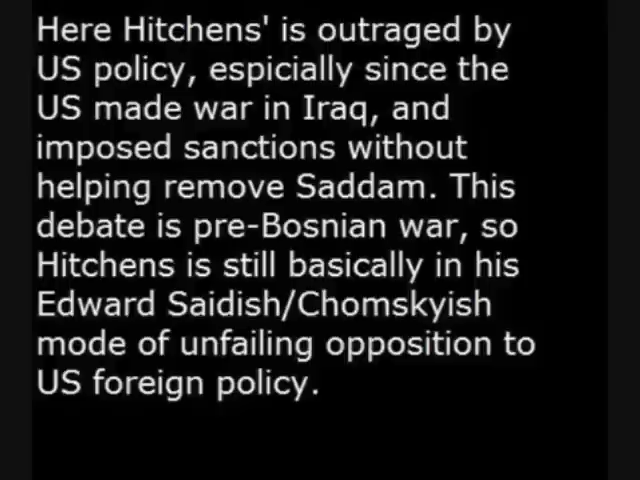 Here Hitchens' is outraged by
US policy, espicially since the
US made war in Iraq, and
imposed sanctions without
helping remove Saddam. This
debate is pre-Bosnian war, so
Hitchens is still basically in his
Edward Saidish/Chomskyish
mode of unfailing opposition to
US foreign policy.